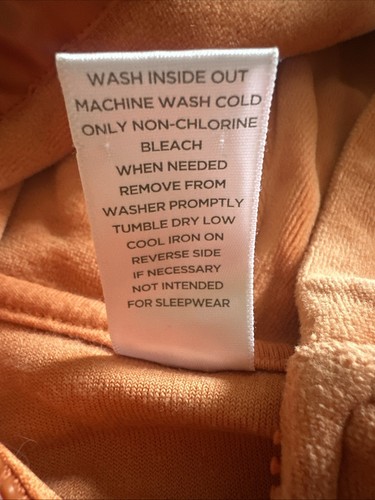 WASH INSIDE OUT
MACHINE WASH COLD
ONLY NON-CHLORINE
BLEACH
WHEN NEEDED
REMOVE FROM
WASHER PROMPTLY
TUMBLE DRY LOW
COOL IRON ON
REVERSE SIDE
IF NECESSARY
NOT INTENDED
FOR SLEEPWEAR